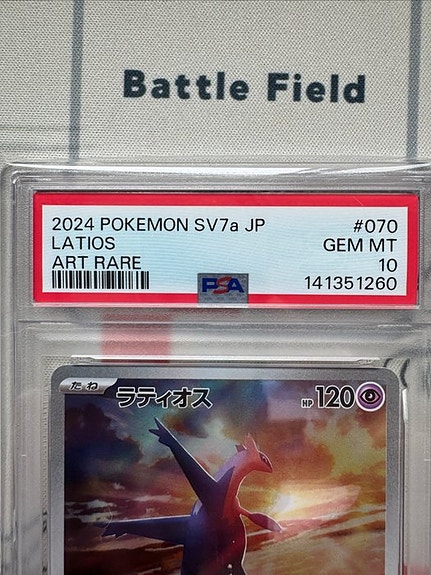 Battle Field
2024 POKEMON SV7a JP #070
LATIOS GEM MT
ART RARE 10
PSA 141351260
たね ラティオス HP 120